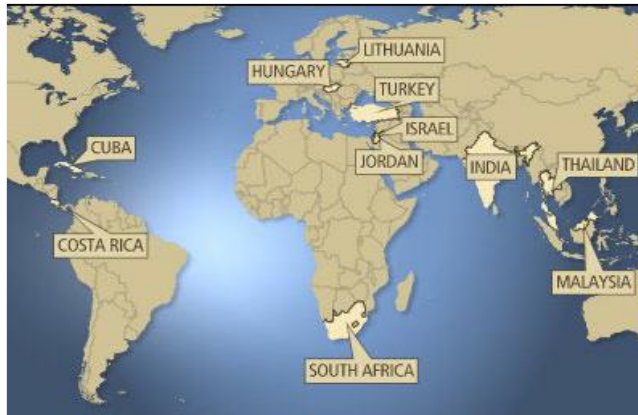 LITHUANIA
HUNGARY
TURKEY
ISRAEL
CUBA
JORDAN
INDIA
THAILAND
COSTA RICA
MALAYSIA
SOUTH AFRICA